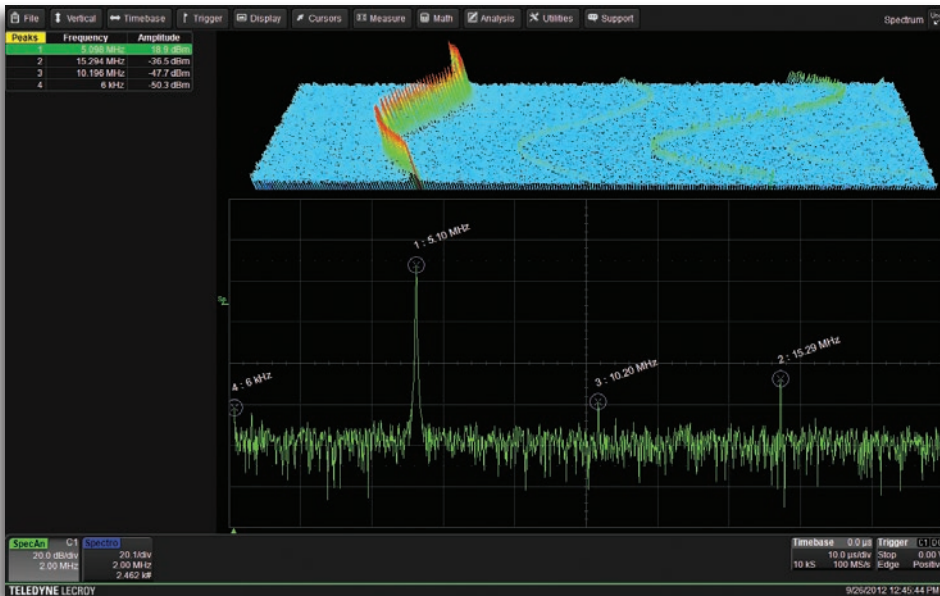 File Vertical Timebase Trigger Display Cursors Measure Math Analysis Utilities Support Spectrum
Peaks Frequency Amplitude
1 5.098 MHz 18.9 dBm
2 15.294 MHz -36.5 dBm
3 10.196 MHz -47.7 dBm
4 6 kHz -50.3 dBm
1 : 5.10 MHz
2 : 15.29 MHz
3 : 10.20 MHz
4 : 6 kHz
SpecAn C1
20.0 dB/div
2.00 MHz
Spectro
20.1/div
2.00 MHz
2.462 k#
Timebase 0.0 µs
10.0 µs/div
10 kS 100 MS/s
Trigger C1
Stop 0.00
Edge Positiv
TELEDYNE LECROY
9/26/2012 12:45:44 PM